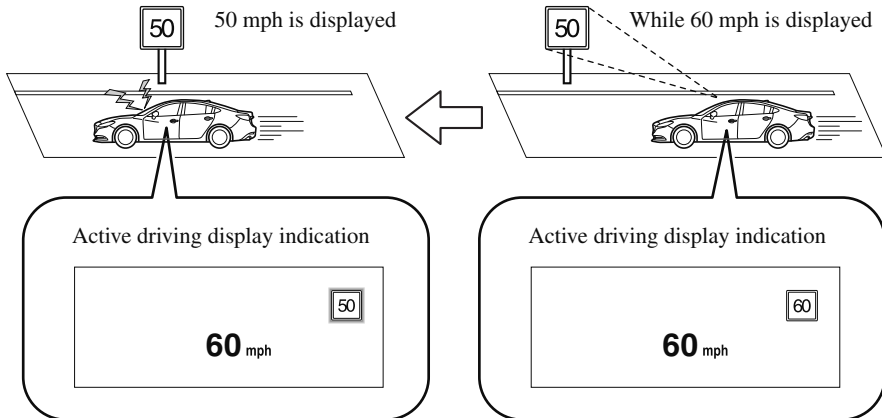 50
50 mph is displayed
50
While 60 mph is displayed
Active driving display indication
50
60 mph
Active driving display indication
60
60 mph